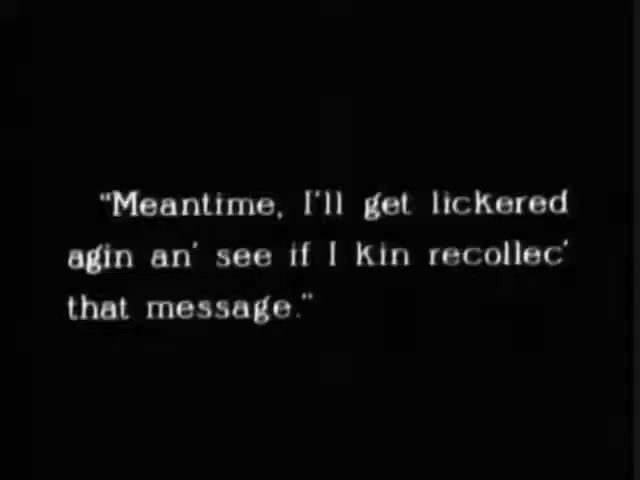 "Meantime, I'll get lickered
agin an' see if I kin recollec'
that message."